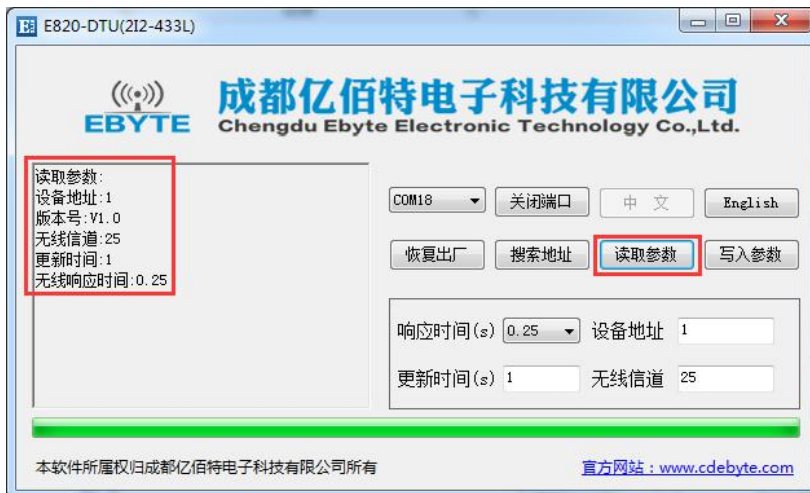 E820-DTU(2I2-433L)
EBYTE
成都亿佰特电子科技有限公司
Chengdu Ebyte Electronic Technology Co.,Ltd.
读取参数:
设备地址:1
版本号:V1.0
无线信道:25
更新时间:1
无线响应时间:0.25
COM18 关闭端口 中 文 English
恢复出厂 搜索地址 读取参数 写入参数
响应时间(s) 0.25 设备地址 1
更新时间(s) 1 无线信道 25
本软件所属权归成都亿佰特电子科技有限公司所有 官方网站：www.cdebyte.com